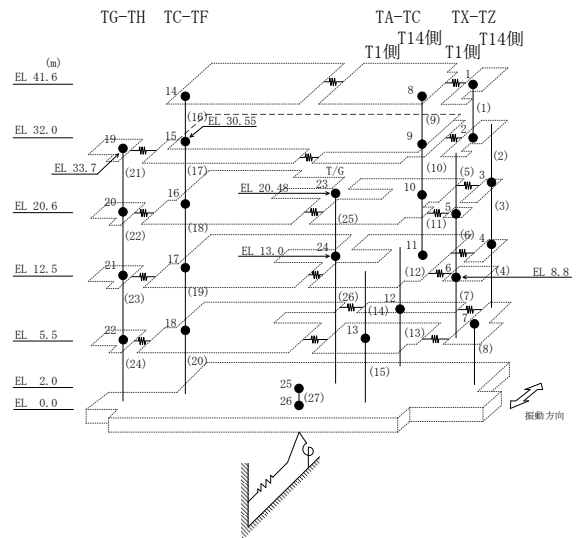 TG-TH TC-TF TA-TC TX-TZ
T1側 T14側 T1側 T14側
(m)
EL 41.6
14 8 1
(16) (9) (1)
EL 30.55
EL 32.0
19 15 9 2
EL 33.7
(21) (17) (10) (2)
T/G
EL 20.48 23 10 (5) 3
(3)
EL 20.6
20 16 (11) 5
(22) (18) (25)
EL 13.0 24 11 (6) 4
EL 12.5
21 17 (12) 6 (4) EL 8.8
(23) (19) (26) 12 (7)
(14)
EL 5.5
22 18 13 (13) 7
(24) (20) (15) (8)
EL 2.0
25
EL 0.0
26 (27)
振動方向